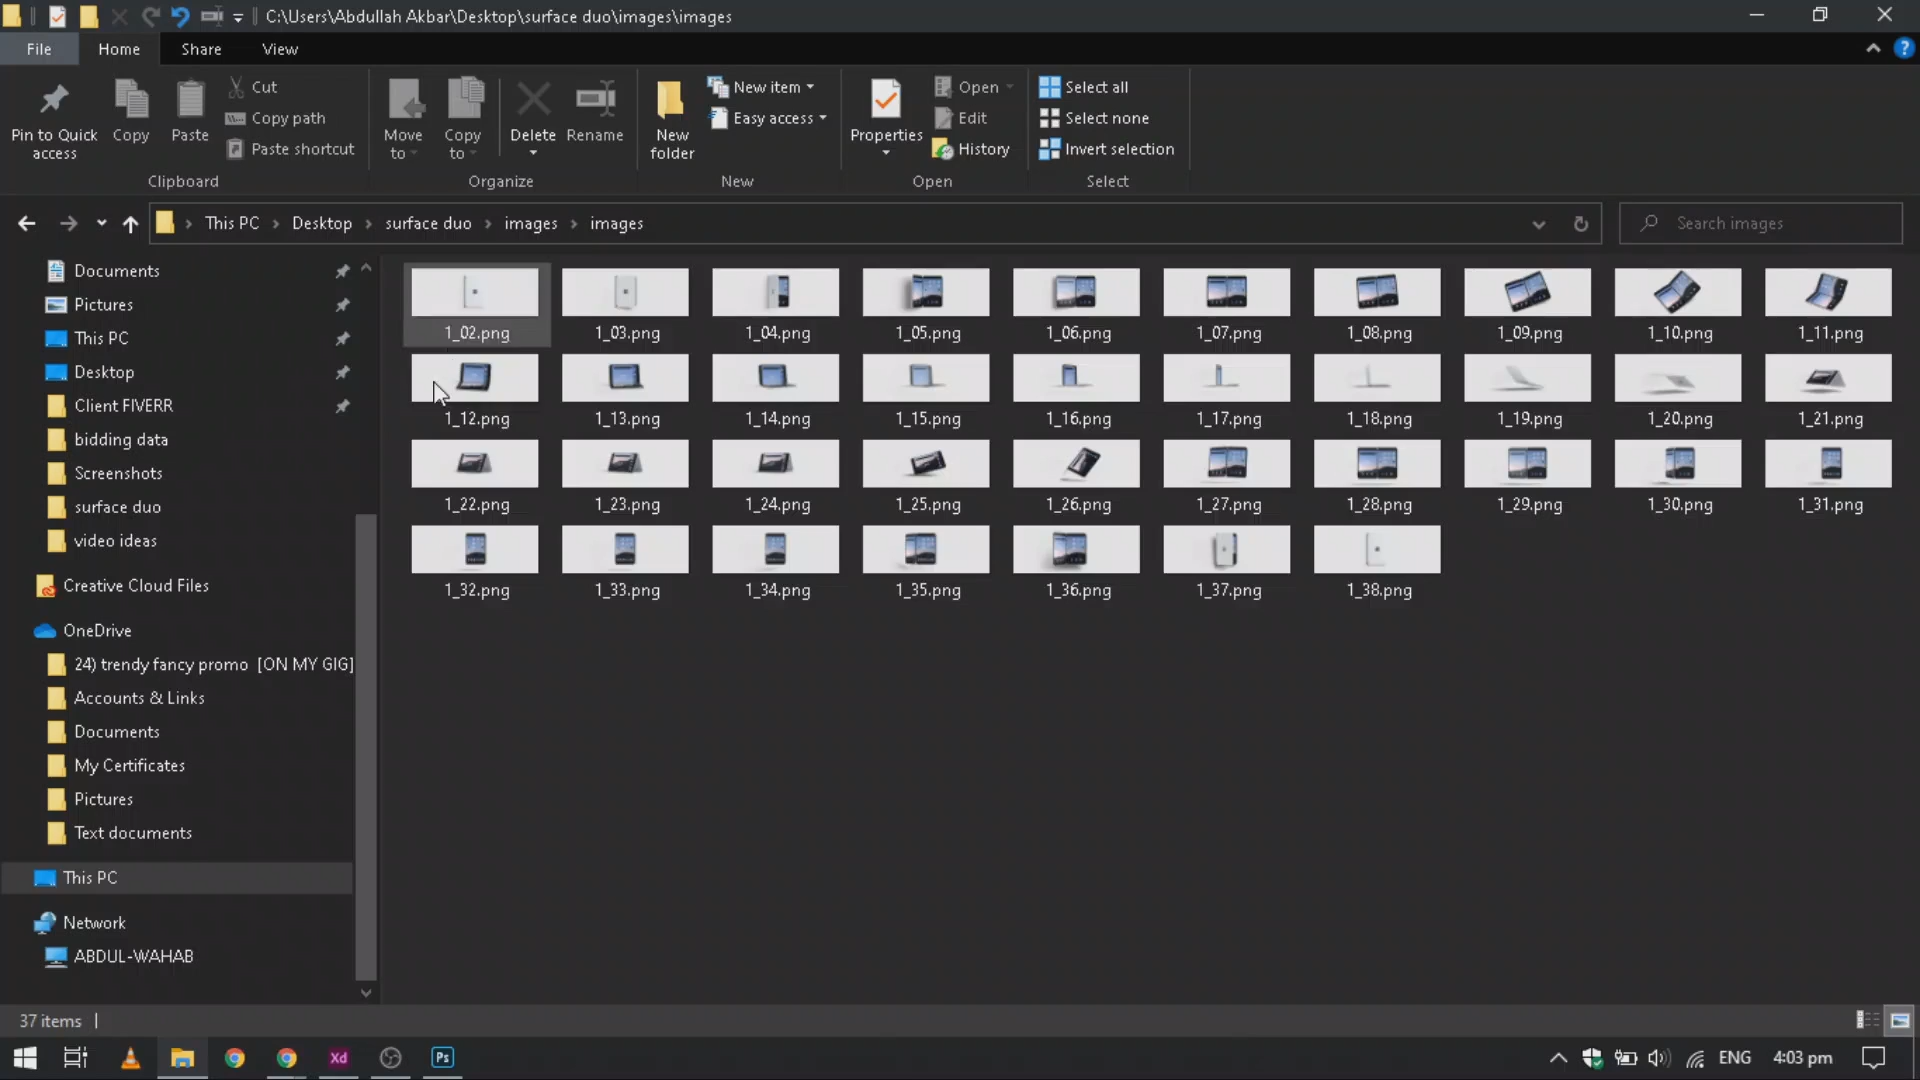 C:\Users\Abdullah Akbar\Desktop\surface duo\images\images
File Home Share View
Pin to Quick access
Copy
Paste
Cut
Copy path
Paste shortcut
Clipboard
Move to
Copy to
Delete
Rename
Organize
New folder
New item
Easy access
New
Properties
Open
Edit
History
Open
Select all
Select none
Invert selection
Select
This PC > Desktop > surface duo > images > images
Search images
Documents
Pictures
This PC
Desktop
Client FIVERR
bidding data
Screenshots
surface duo
video ideas
Creative Cloud Files
OneDrive
24) trendy fancy promo [ON MY GIG]
Accounts & Links
Documents
My Certificates
Pictures
Text documents
This PC
Network
ABDUL-WAHAB
1_02.png 1_03.png 1_04.png 1_05.png 1_06.png 1_07.png 1_08.png 1_09.png 1_10.png 1_11.png
1_12.png 1_13.png 1_14.png 1_15.png 1_16.png 1_17.png 1_18.png 1_19.png 1_20.png 1_21.png
1_22.png 1_23.png 1_24.png 1_25.png 1_26.png 1_27.png 1_28.png 1_29.png 1_30.png 1_31.png
1_32.png 1_33.png 1_34.png 1_35.png 1_36.png 1_37.png 1_38.png
37 items
Xd
Ps
ENG
4:03 pm